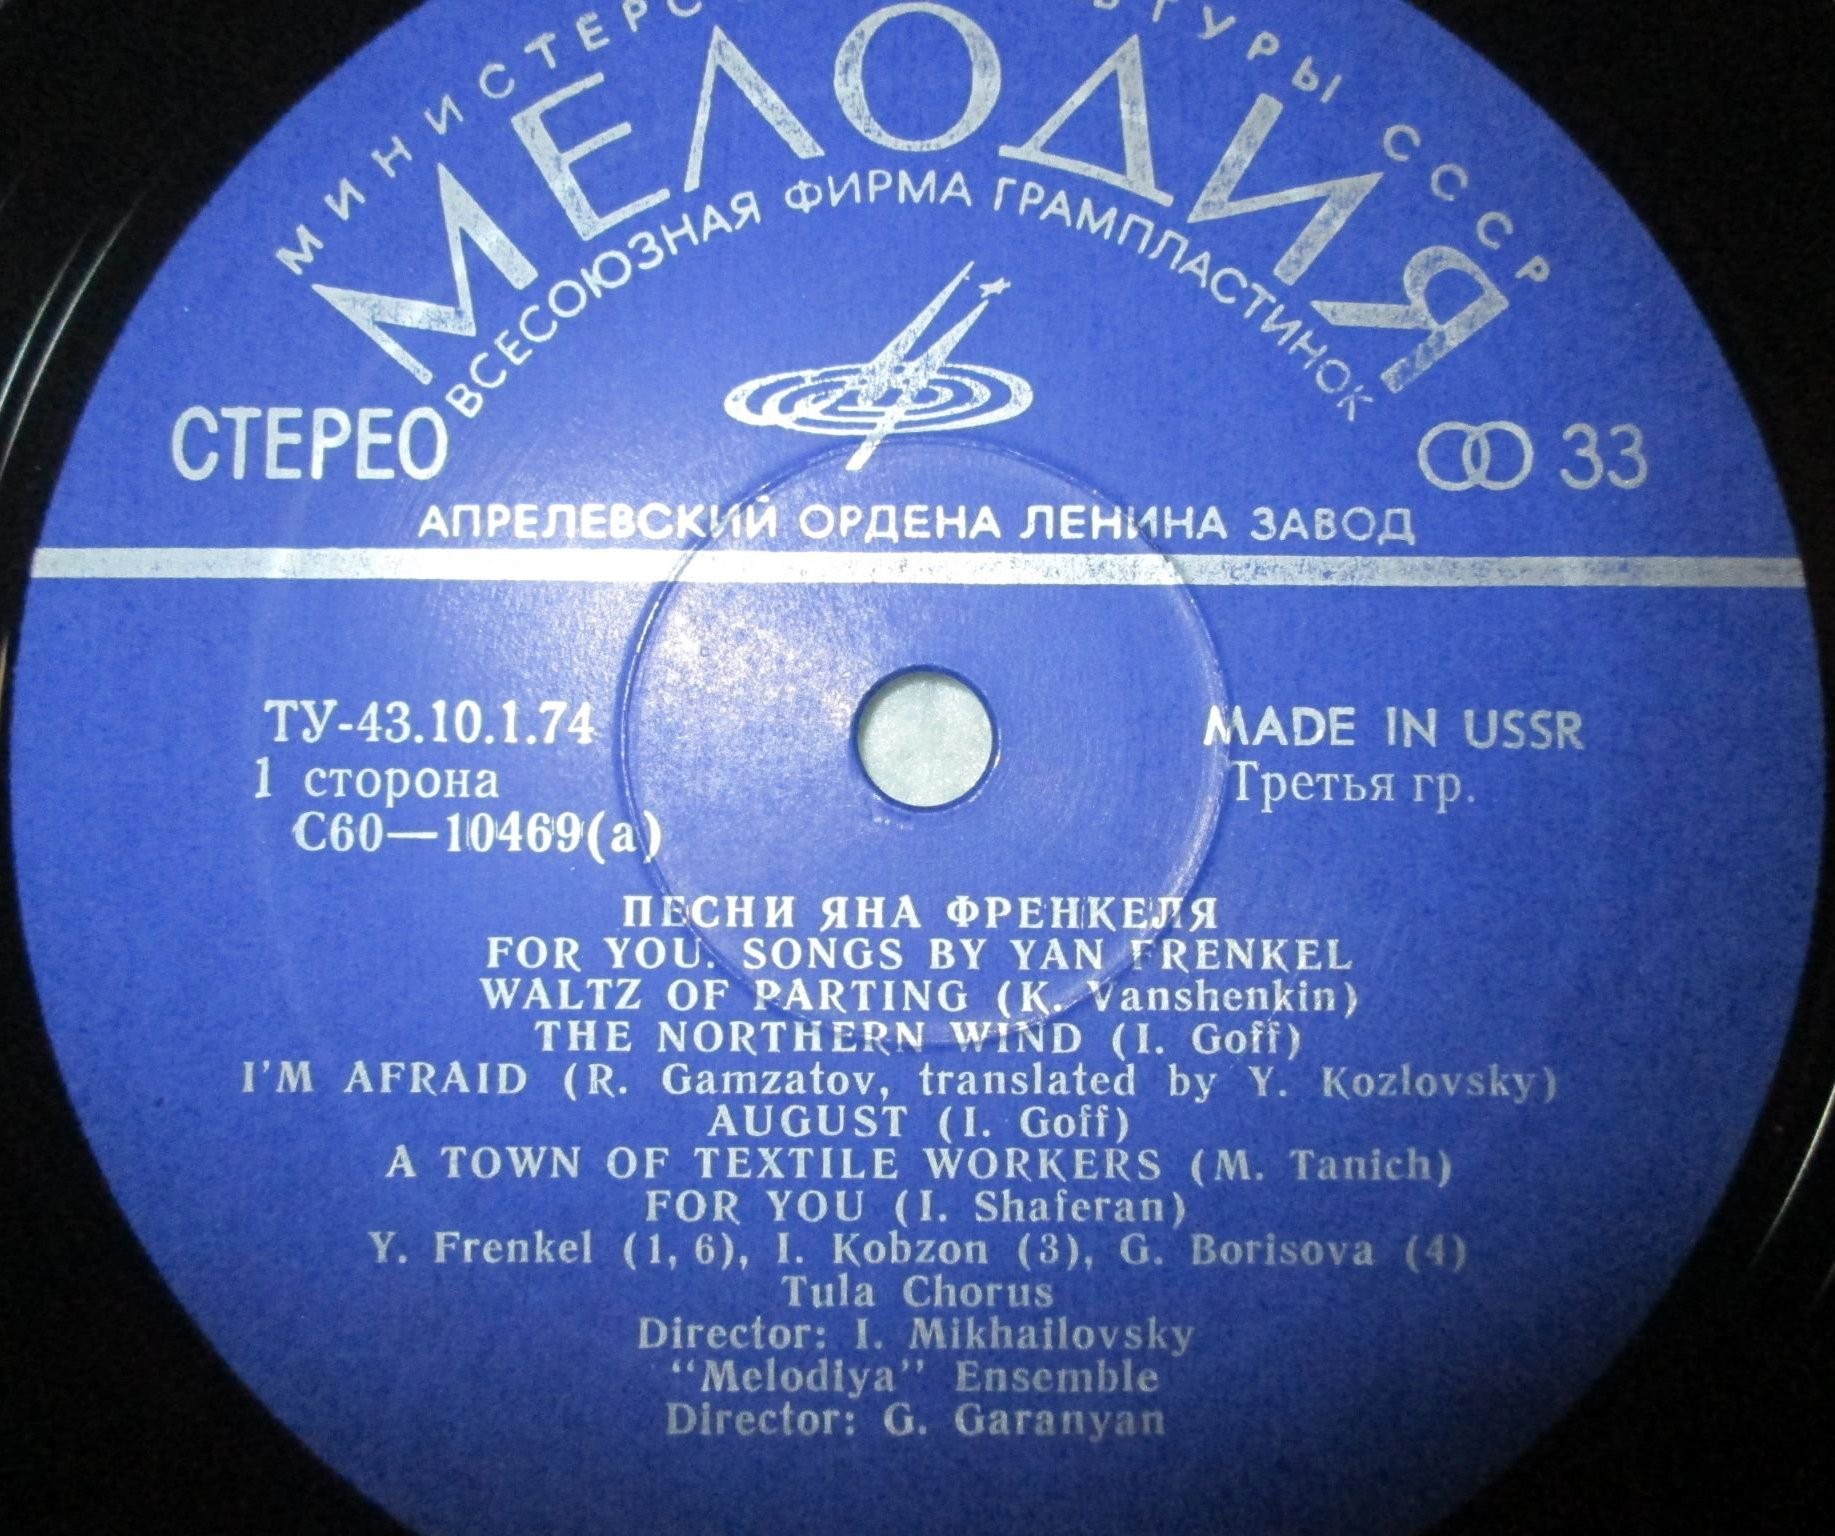 МИНИСТЕРС ЬТУРЫ СССР
МЕЛОДИЯ
ВСЕСОЮЗНАЯ ФИРМА ГРАМПЛАСТИНОК
СТЕРЕО 33
АПРЕЛЕВСКИЙ ОРДЕНА ЛЕНИНА ЗАВОД
ТУ-43.10.1.74 MADE IN USSR
1 сторона Третья гр.
С60—10469(а)
ПЕСНИ ЯНА ФРЕНКЕЛЯ
FOR YOU. SONGS BY YAN FRENKEL
WALTZ OF PARTING (K. Vanshenkin)
THE NORTHERN WIND (I. Goff)
I'M AFRAID (R. Gamzatov, translated by Y. Kozlovsky)
AUGUST (I. Goff)
A TOWN OF TEXTILE WORKERS (M. Tanich)
FOR YOU (I. Shaferan)
Y. Frenkel (1, 6), I. Kobzon (3), G. Borisova (4)
Tula Chorus
Director: I. Mikhailovsky
“Melodiya” Ensemble
Director: G. Garanyan